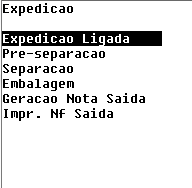 Expedicao
Expedicao Ligada
Pre-separacao
Separacao
Embalagem
Geracao Nota Saida
Impr. Nf Saida